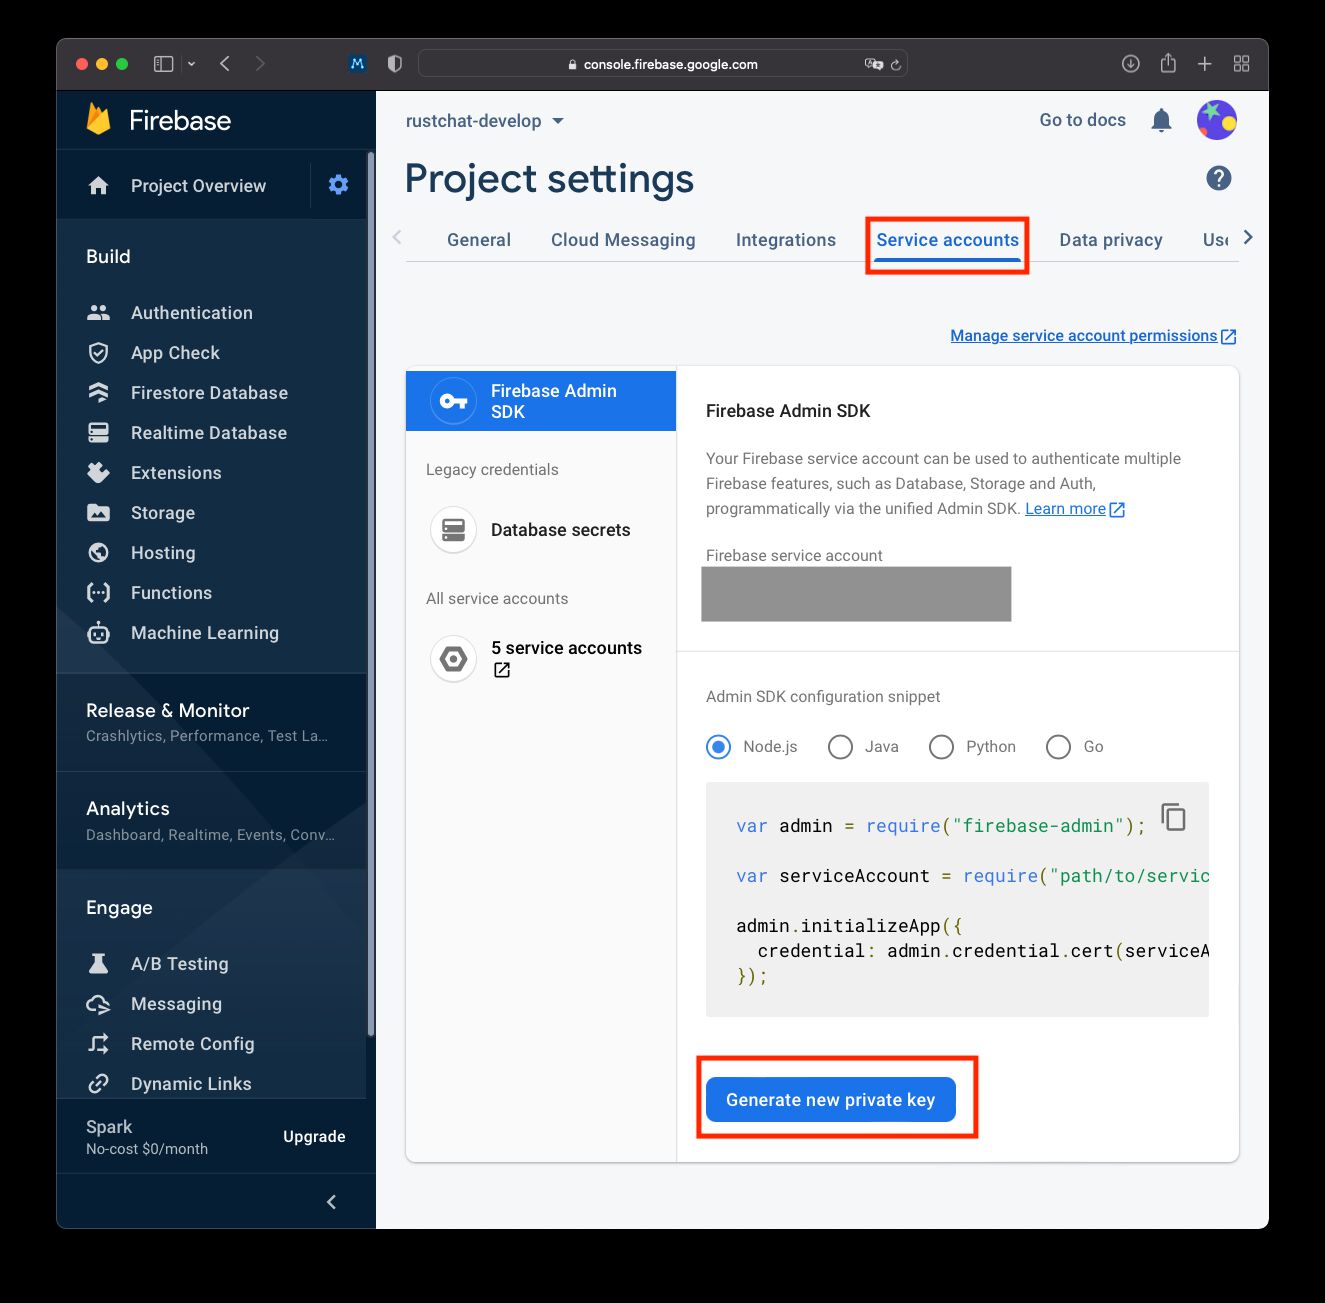 console.firebase.google.com
Firebase
rustchat-develop
Go to docs
Project Overview
Project settings
General
Cloud Messaging
Integrations
Service accounts
Data privacy
Build
Authentication
App Check
Firestore Database
Realtime Database
Extensions
Storage
Hosting
Functions
Machine Learning
Release & Monitor
Crashlytics, Performance, Test La...
Analytics
Dashboard, Realtime, Events, Conv...
Engage
A/B Testing
Messaging
Remote Config
Dynamic Links
Spark
No-cost $0/month
Upgrade
Manage service account permissions
Firebase Admin
SDK
Legacy credentials
Database secrets
All service accounts
5 service accounts
Firebase Admin SDK
Your Firebase service account can be used to authenticate multiple
Firebase features, such as Database, Storage and Auth,
programmatically via the unified Admin SDK. Learn more
Firebase service account
Admin SDK configuration snippet
Node.js
Java
Python
Go
var admin = require("firebase-admin");
var serviceAccount = require("path/to/servic
admin.initializeApp({
credential: admin.credential.cert(serviceA
});
Generate new private key